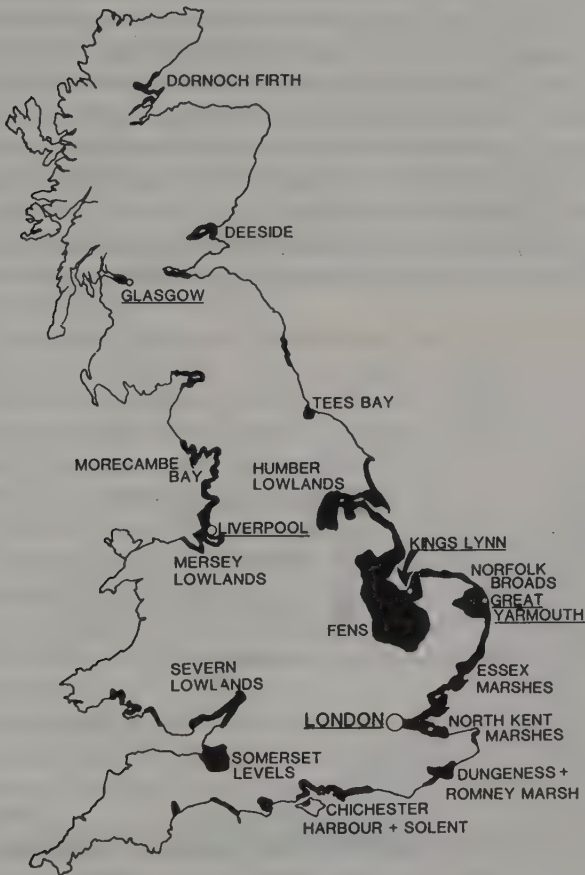 DORNOCH FIRTH
DEESIDE
GLASGOW
TEES BAY
MORECAMBE
BAY
HUMBER
LOWLANDS
LIVERPOOL
KINGS LYNN
MERSEY
LOWLANDS
NORFOLK
BROADS
GREAT
YARMOUTH
FENS
SEVERN
LOWLANDS
ESSEX
MARSHES
LONDON
NORTH KENT
MARSHES
SOMERSET
LEVELS
DUNGENESS +
ROMNEY MARSH
CHICHESTER
HARBOUR + SOLENT